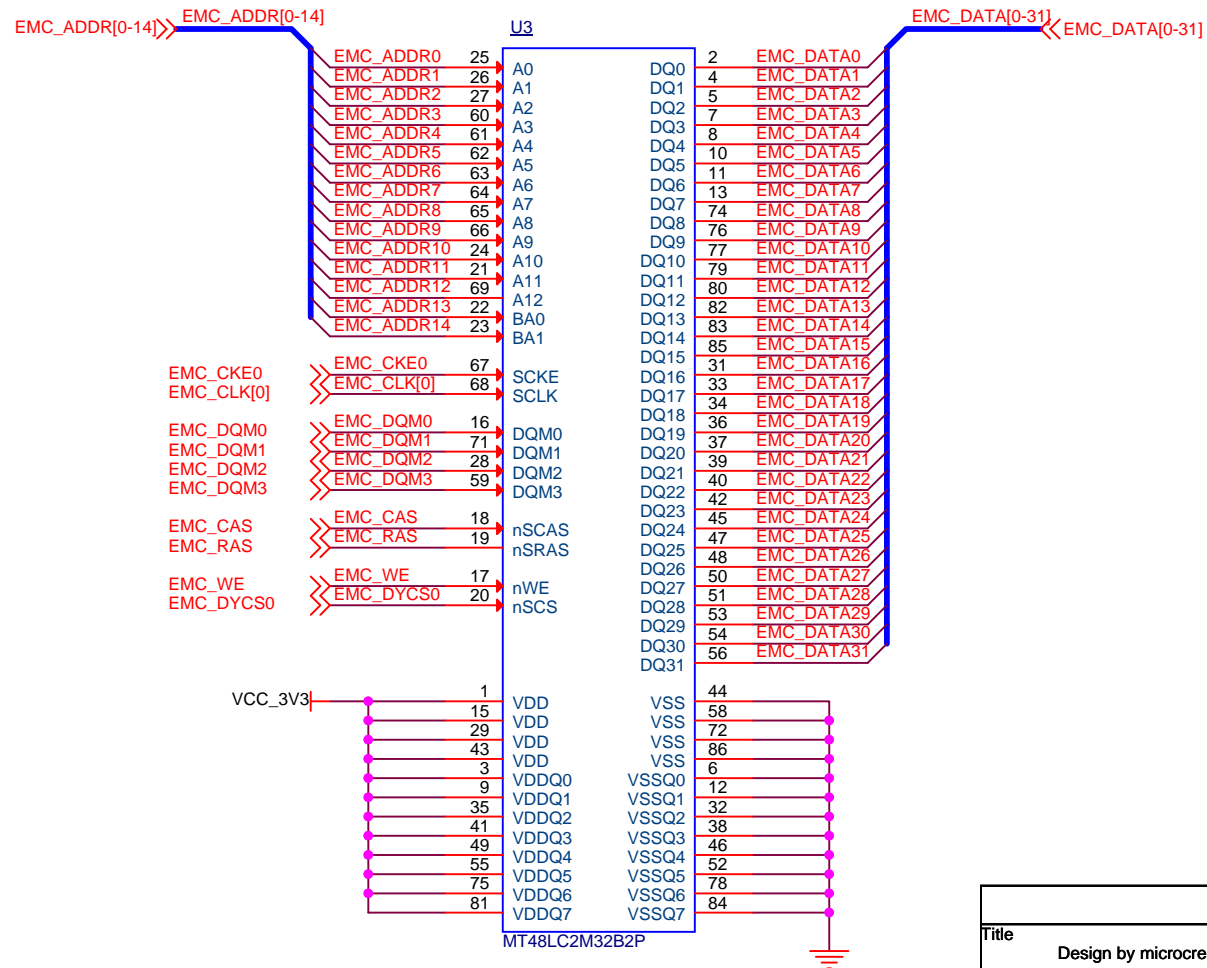 EMC_ADDR[0-14] EMC_ADDR[0-14] U3 EMC_DATA[0-31] EMC_DATA[0-31]
EMC_ADDR0 25 A0 DQ0 2 EMC_DATA0
EMC_ADDR1 26 A1 DQ1 4 EMC_DATA1
EMC_ADDR2 27 A2 DQ2 5 EMC_DATA2
EMC_ADDR3 60 A3 DQ3 7 EMC_DATA3
EMC_ADDR4 61 A4 DQ4 8 EMC_DATA4
EMC_ADDR5 62 A5 DQ5 10 EMC_DATA5
EMC_ADDR6 63 A6 DQ6 11 EMC_DATA6
EMC_ADDR7 64 A7 DQ7 13 EMC_DATA7
EMC_ADDR8 65 A8 DQ8 74 EMC_DATA8
EMC_ADDR9 66 A9 DQ9 76 EMC_DATA9
EMC_ADDR10 24 A10 DQ10 77 EMC_DATA10
EMC_ADDR11 21 A11 DQ11 79 EMC_DATA11
EMC_ADDR12 69 A12 DQ12 80 EMC_DATA12
EMC_ADDR13 22 BA0 DQ13 82 EMC_DATA13
EMC_ADDR14 23 BA1 DQ14 83 EMC_DATA14
DQ15 85 EMC_DATA15
EMC_CKE0 EMC_CKE0 67 SCKE DQ16 31 EMC_DATA16
EMC_CLK[0] EMC_CLK[0] 68 SCLK DQ17 33 EMC_DATA17
DQ18 34 EMC_DATA18
EMC_DQM0 EMC_DQM0 16 DQM0 DQ19 36 EMC_DATA19
EMC_DQM1 EMC_DQM1 71 DQM1 DQ20 37 EMC_DATA20
EMC_DQM2 EMC_DQM2 28 DQM2 DQ21 39 EMC_DATA21
EMC_DQM3 EMC_DQM3 59 DQM3 DQ22 40 EMC_DATA22
DQ23 42 EMC_DATA23
EMC_CAS EMC_CAS 18 nSCAS DQ24 45 EMC_DATA24
EMC_RAS EMC_RAS 19 nSRAS DQ25 47 EMC_DATA25
DQ26 48 EMC_DATA26
EMC_WE EMC_WE 17 nWE DQ27 50 EMC_DATA27
EMC_DYCS0 EMC_DYCS0 20 nSCS DQ28 51 EMC_DATA28
DQ29 53 EMC_DATA29
DQ30 54 EMC_DATA30
DQ31 56 EMC_DATA31
VCC_3V3 1 VDD VSS 44
15 VDD VSS 58
29 VDD VSS 72
43 VDD VSS 86
3 VDDQ0 VSSQ0 6
9 VDDQ1 VSSQ1 12
35 VDDQ2 VSSQ2 32
41 VDDQ3 VSSQ3 38
49 VDDQ4 VSSQ4 46
55 VDDQ5 VSSQ5 52
75 VDDQ6 VSSQ6 78
81 VDDQ7 VSSQ7 84
MT48LC2M32B2P
Title
Design by microcre